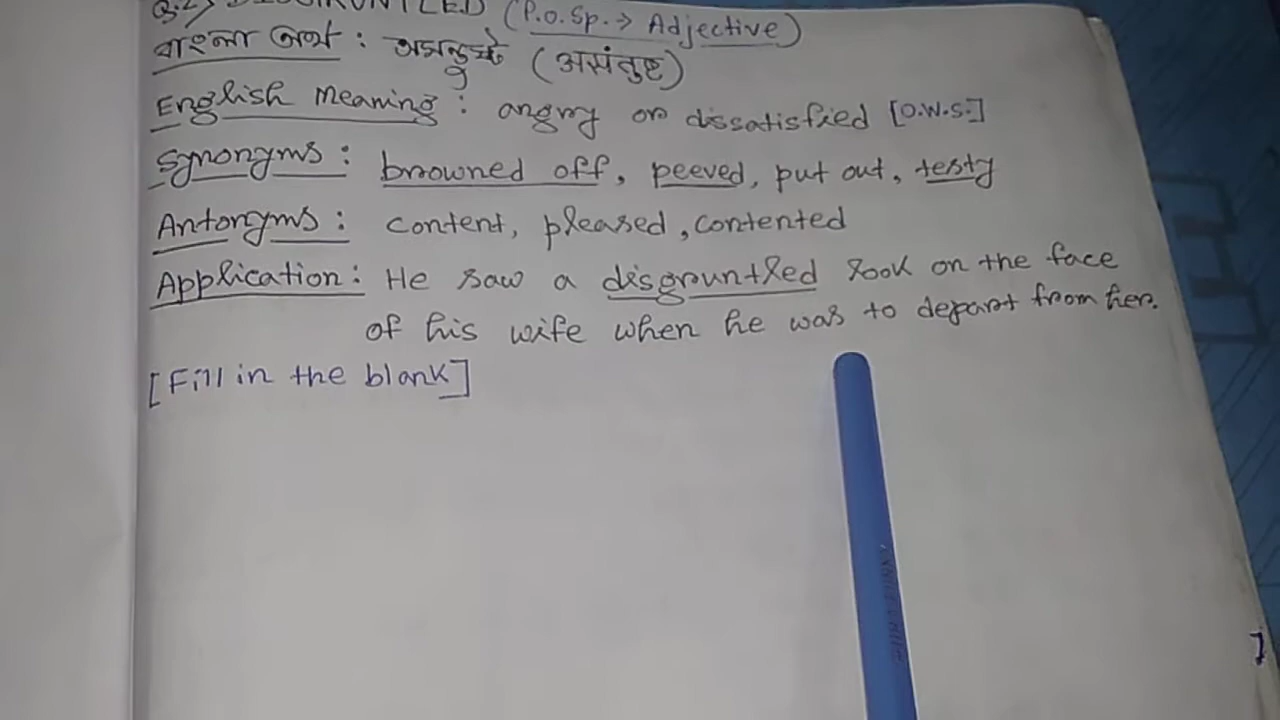 Q.2) DISGRUNTLED (P.O.Sp.→ Adjective)
বাংলা অর্থ : অসন্তুষ্ট (असंतुष्ट)
English Meaning : angry or dissatisfied [O.W.S.]
Synonyms : browned off, peeved, put out, testy
Antonyms : content, pleased, contented
Application : He saw a disgruntled look on the face
of his wife when he was to depart from her.
[Fill in the blank]